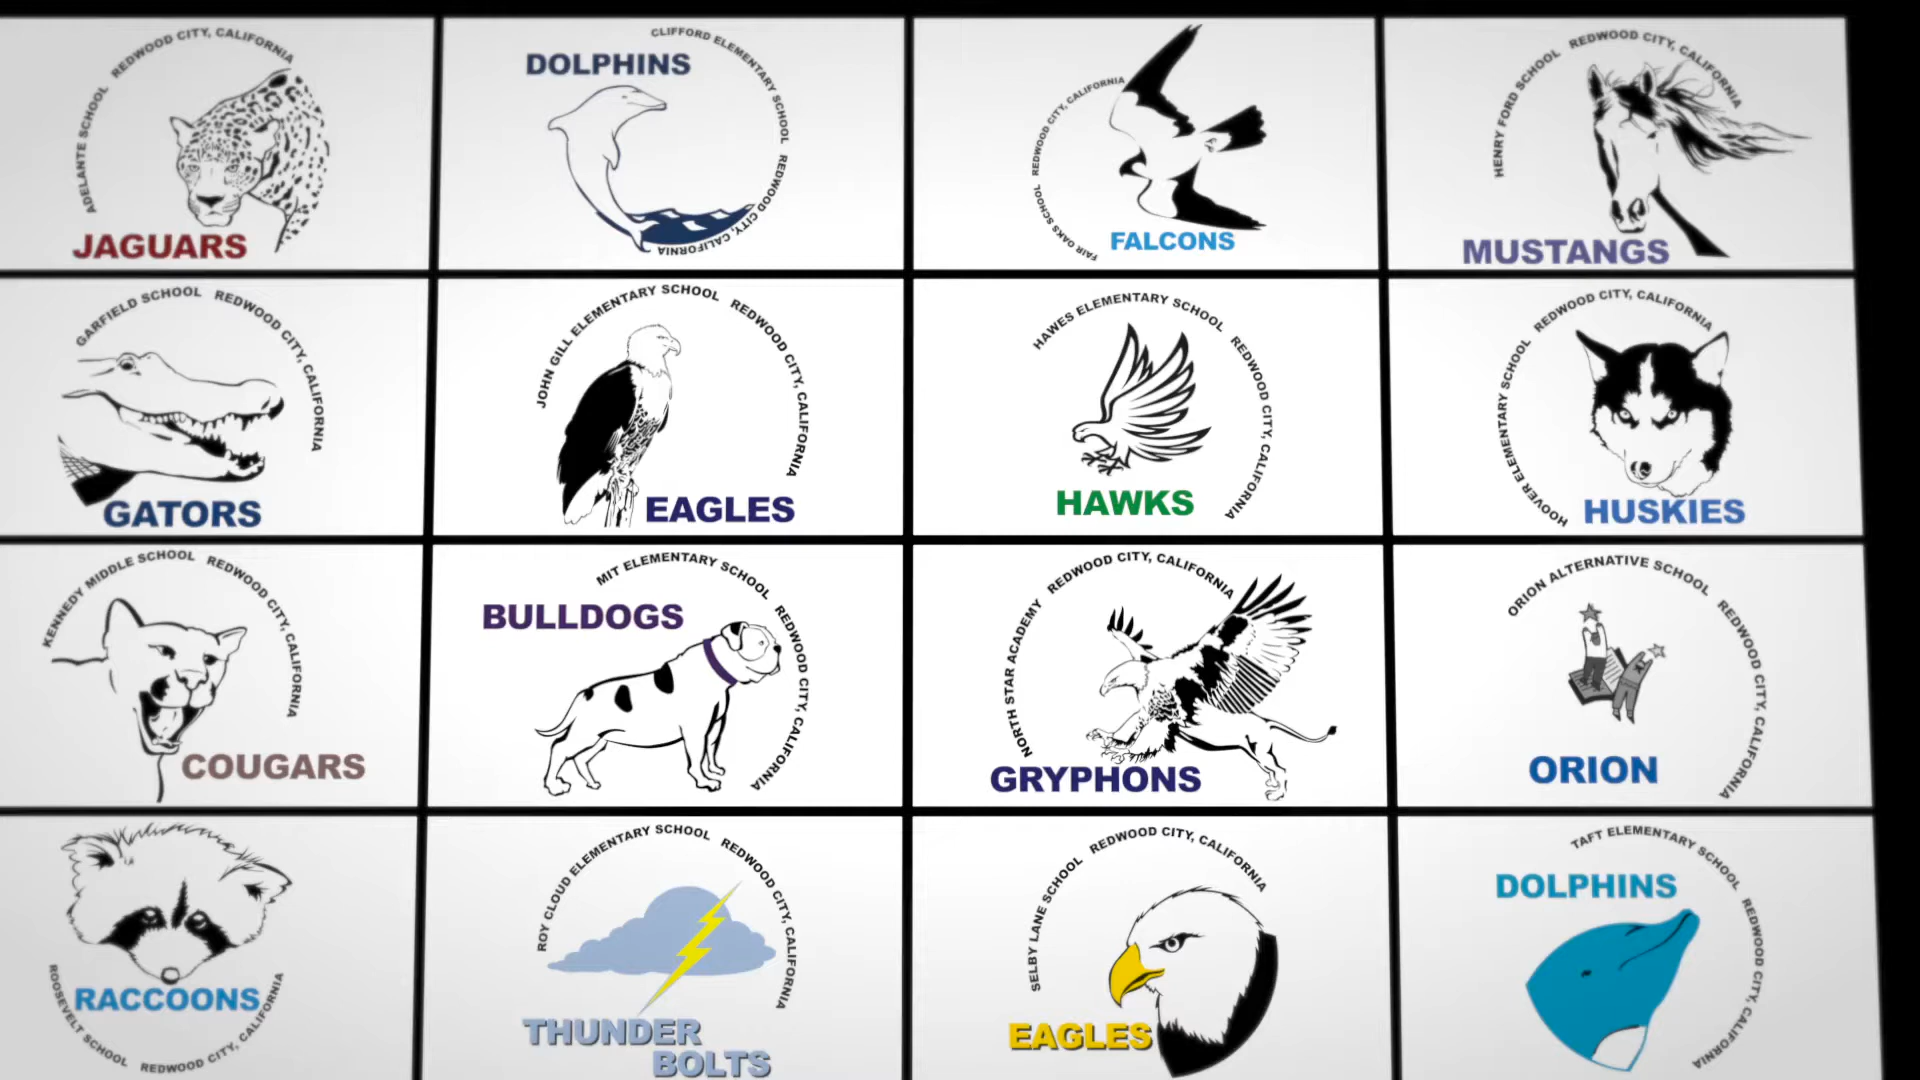 ADELANTE SCHOOL REDWOOD CITY, CALIFORNIA
JAGUARS
CLIFFORD ELEMENTARY SCHOOL REDWOOD CITY, CALIFORNIA
DOLPHINS
FAIR OAKS SCHOOL REDWOOD CITY, CALIFORNIA
FALCONS
HENRY FORD SCHOOL REDWOOD CITY, CALIFORNIA
MUSTANGS
GARFIELD SCHOOL REDWOOD CITY, CALIFORNIA
GATORS
JOHN GILL ELEMENTARY SCHOOL REDWOOD CITY, CALIFORNIA
EAGLES
HAWES ELEMENTARY SCHOOL REDWOOD CITY, CALIFORNIA
HAWKS
HOOVER ELEMENTARY SCHOOL REDWOOD CITY, CALIFORNIA
HUSKIES
KENNEDY MIDDLE SCHOOL REDWOOD CITY, CALIFORNIA
COUGARS
MIT ELEMENTARY SCHOOL REDWOOD CITY, CALIFORNIA
BULLDOGS
NORTH STAR ACADEMY REDWOOD CITY, CALIFORNIA
GRYPHONS
ORION ALTERNATIVE SCHOOL REDWOOD CITY, CALIFORNIA
ORION
RACCOONS
ROOSEVELT SCHOOL REDWOOD CITY, CALIFORNIA
ROY CLOUD ELEMENTARY SCHOOL REDWOOD CITY, CALIFORNIA
THUNDER
BOLTS
SELBY LANE SCHOOL REDWOOD CITY, CALIFORNIA
EAGLES
TAFT ELEMENTARY SCHOOL REDWOOD CITY, CALIFORNIA
DOLPHINS